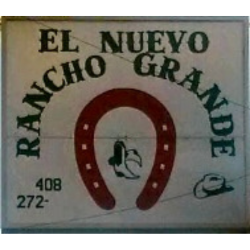 EL NUEVO
RANCHO GRANDE
408
272-